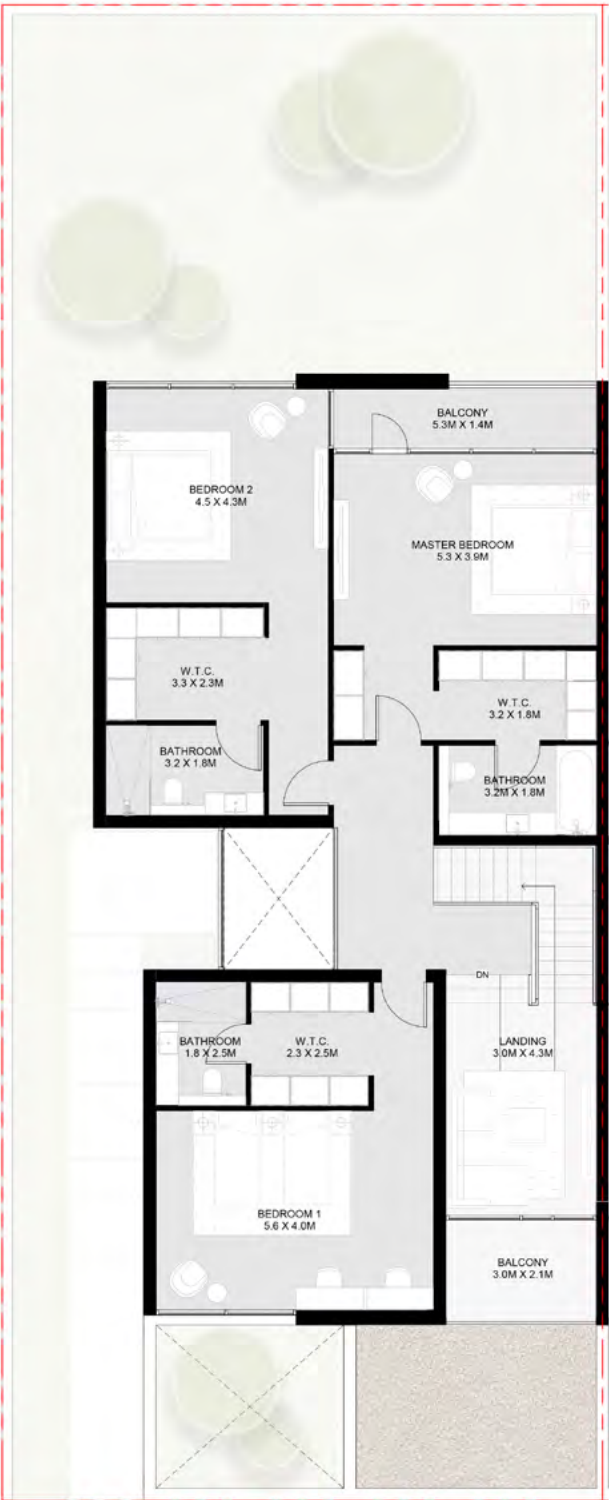 BALCONY
5.3M X 1.4M
BEDROOM 2
4.5 X 4.3M
MASTER BEDROOM
5.3 X 3.9M
W.T.C.
3.3 X 2.3M
W.T.C.
3.2 X 1.8M
BATHROOM
3.2 X 1.8M
BATHROOM
3.2M X 1.8M
DN
BATHROOM
1.8 X 2.5M
W.T.C.
2.3 X 2.5M
LANDING
3.0M X 4.3M
BEDROOM 1
5.6 X 4.0M
BALCONY
3.0M X 2.1M